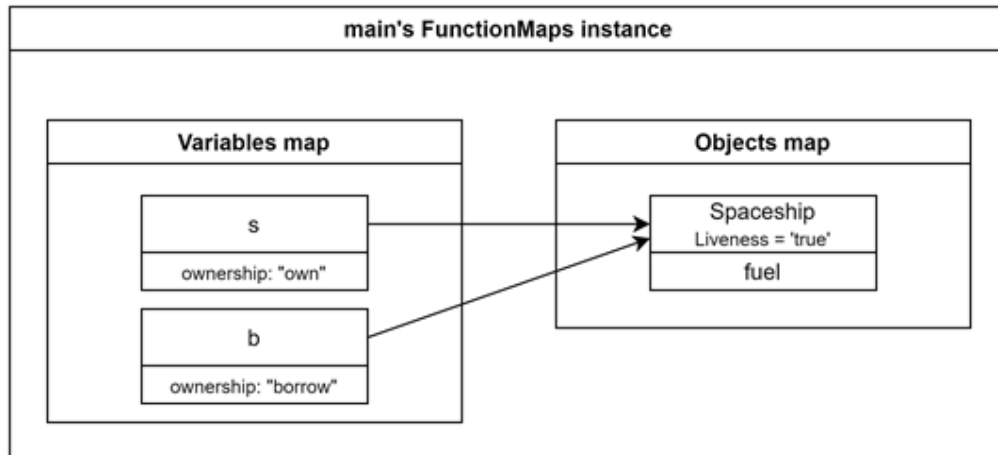 main's FunctionMaps instance
Variables map
s
ownership: "own"
b
ownership: "borrow"
Objects map
Spaceship
Liveness = 'true'
fuel